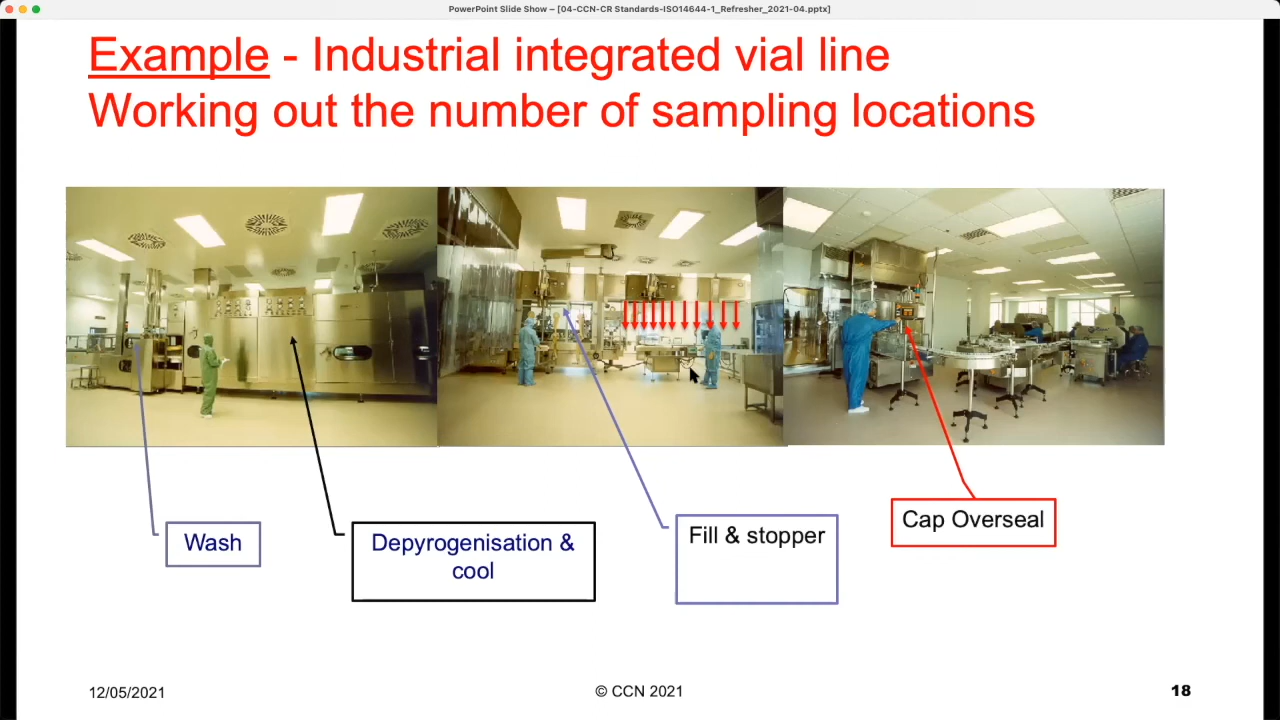 PowerPoint Slide Show – [04-CCN-CR Standards-ISO14644-1_Refresher_2021-04.pptx]
Example - Industrial integrated vial line
Working out the number of sampling locations
Wash
Depyrogenisation &
cool
Fill & stopper
Cap Overseal
12/05/2021
© CCN 2021
18